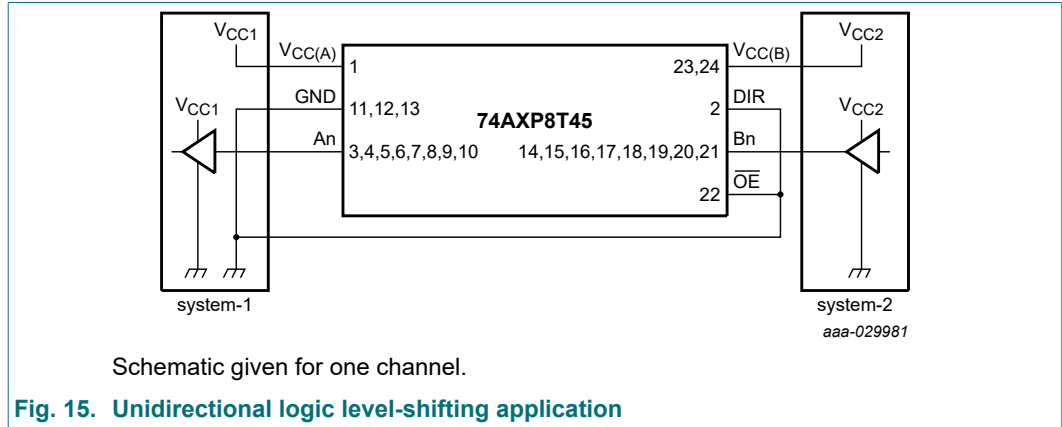 VCC1
VCC(A)
1
23,24
VCC(B)
VCC2
GND
11,12,13
74AXP8T45
2
DIR
VCC1
VCC2
An
3,4,5,6,7,8,9,10
14,15,16,17,18,19,20,21
Bn
22
OE
system-1
system-2
aaa-029981
Schematic given for one channel.
Fig. 15. Unidirectional logic level-shifting application